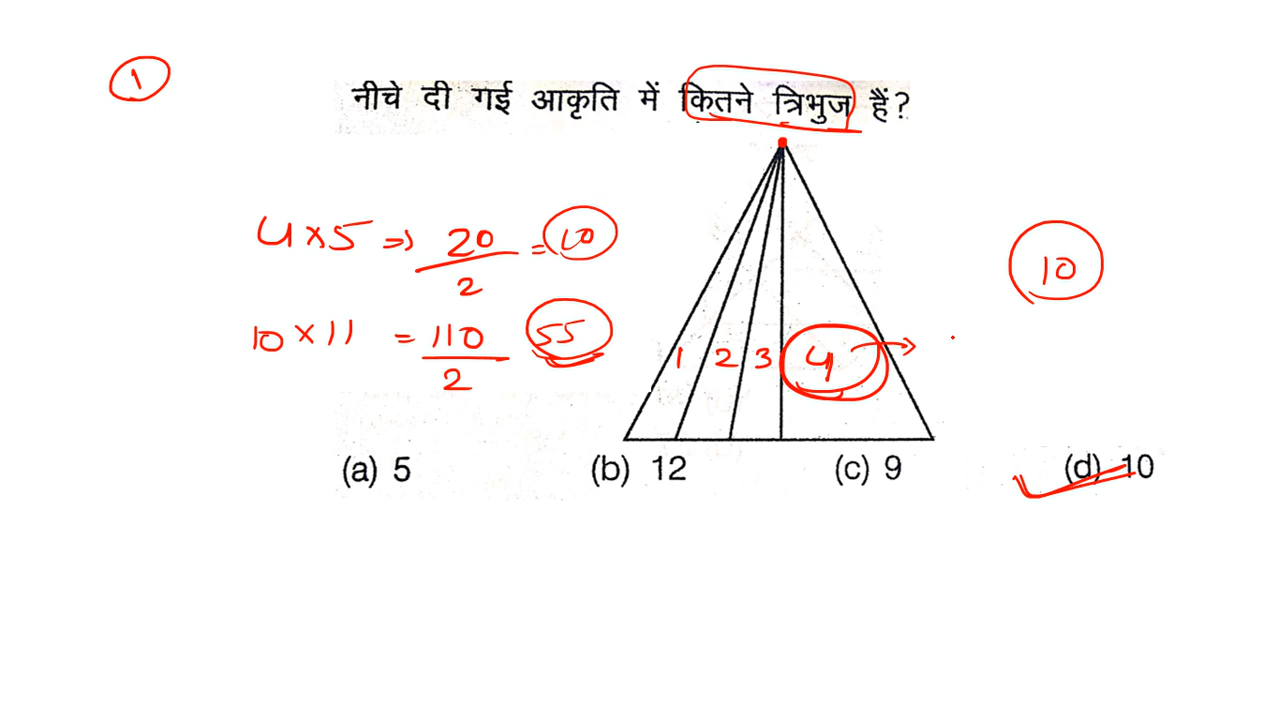 1
नीचे दी गई आकृति में कितने त्रिभुज हैं?
4 x 5 => 20/2 = 10
10
10 x 11 = 110/2 55
1 2 3 4
(a) 5 (b) 12 (c) 9 (d) 10